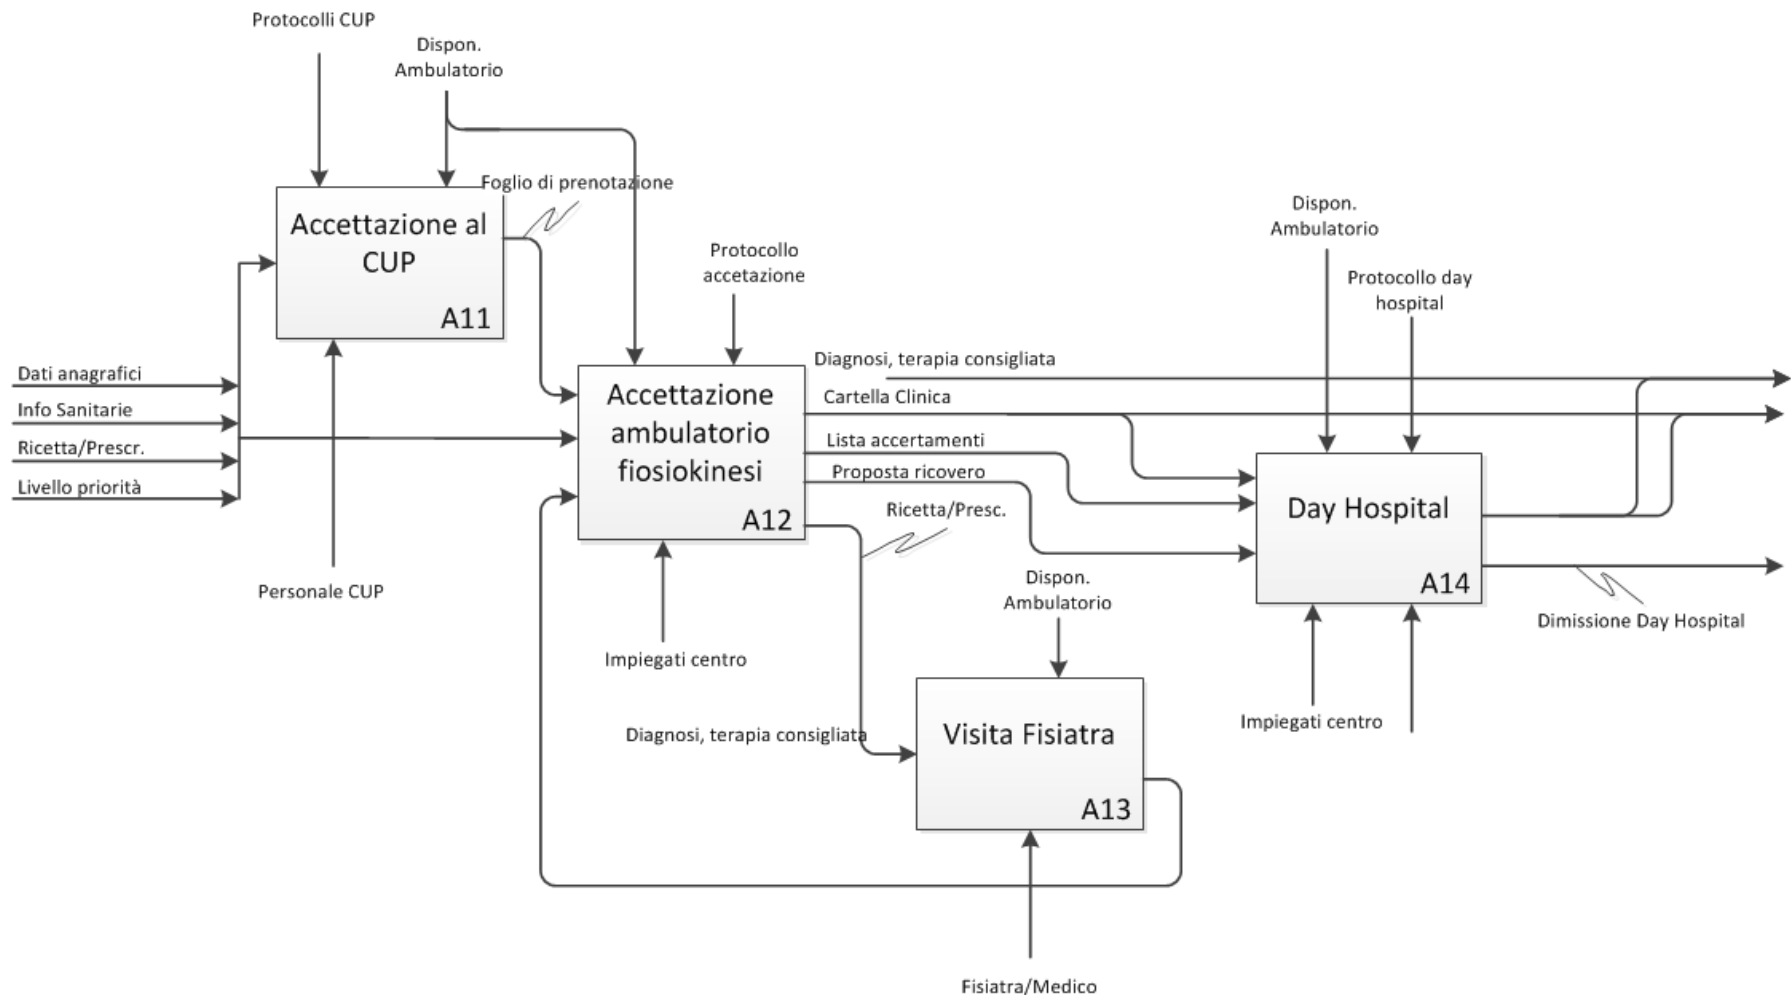 Protocolli CUP
Dispon.
Ambulatorio
Foglio di prenotazione
Accettazione al
CUP
A11
Dati anagrafici
Info Sanitarie
Ricetta/Prescr.
Livello priorità
Personale CUP
Protocollo
accetazione
Accettazione
ambulatorio
fiosiokinesi
A12
Impiegati centro
Diagnosi, terapia consigliata
Cartella Clinica
Lista accertamenti
Proposta ricovero
Ricetta/Presc.
Dispon.
Ambulatorio
Diagnosi, terapia consigliata
Visita Fisiatra
A13
Fisiatra/Medico
Dispon.
Ambulatorio
Protocollo day
hospital
Day Hospital
A14
Impiegati centro
Dimissione Day Hospital